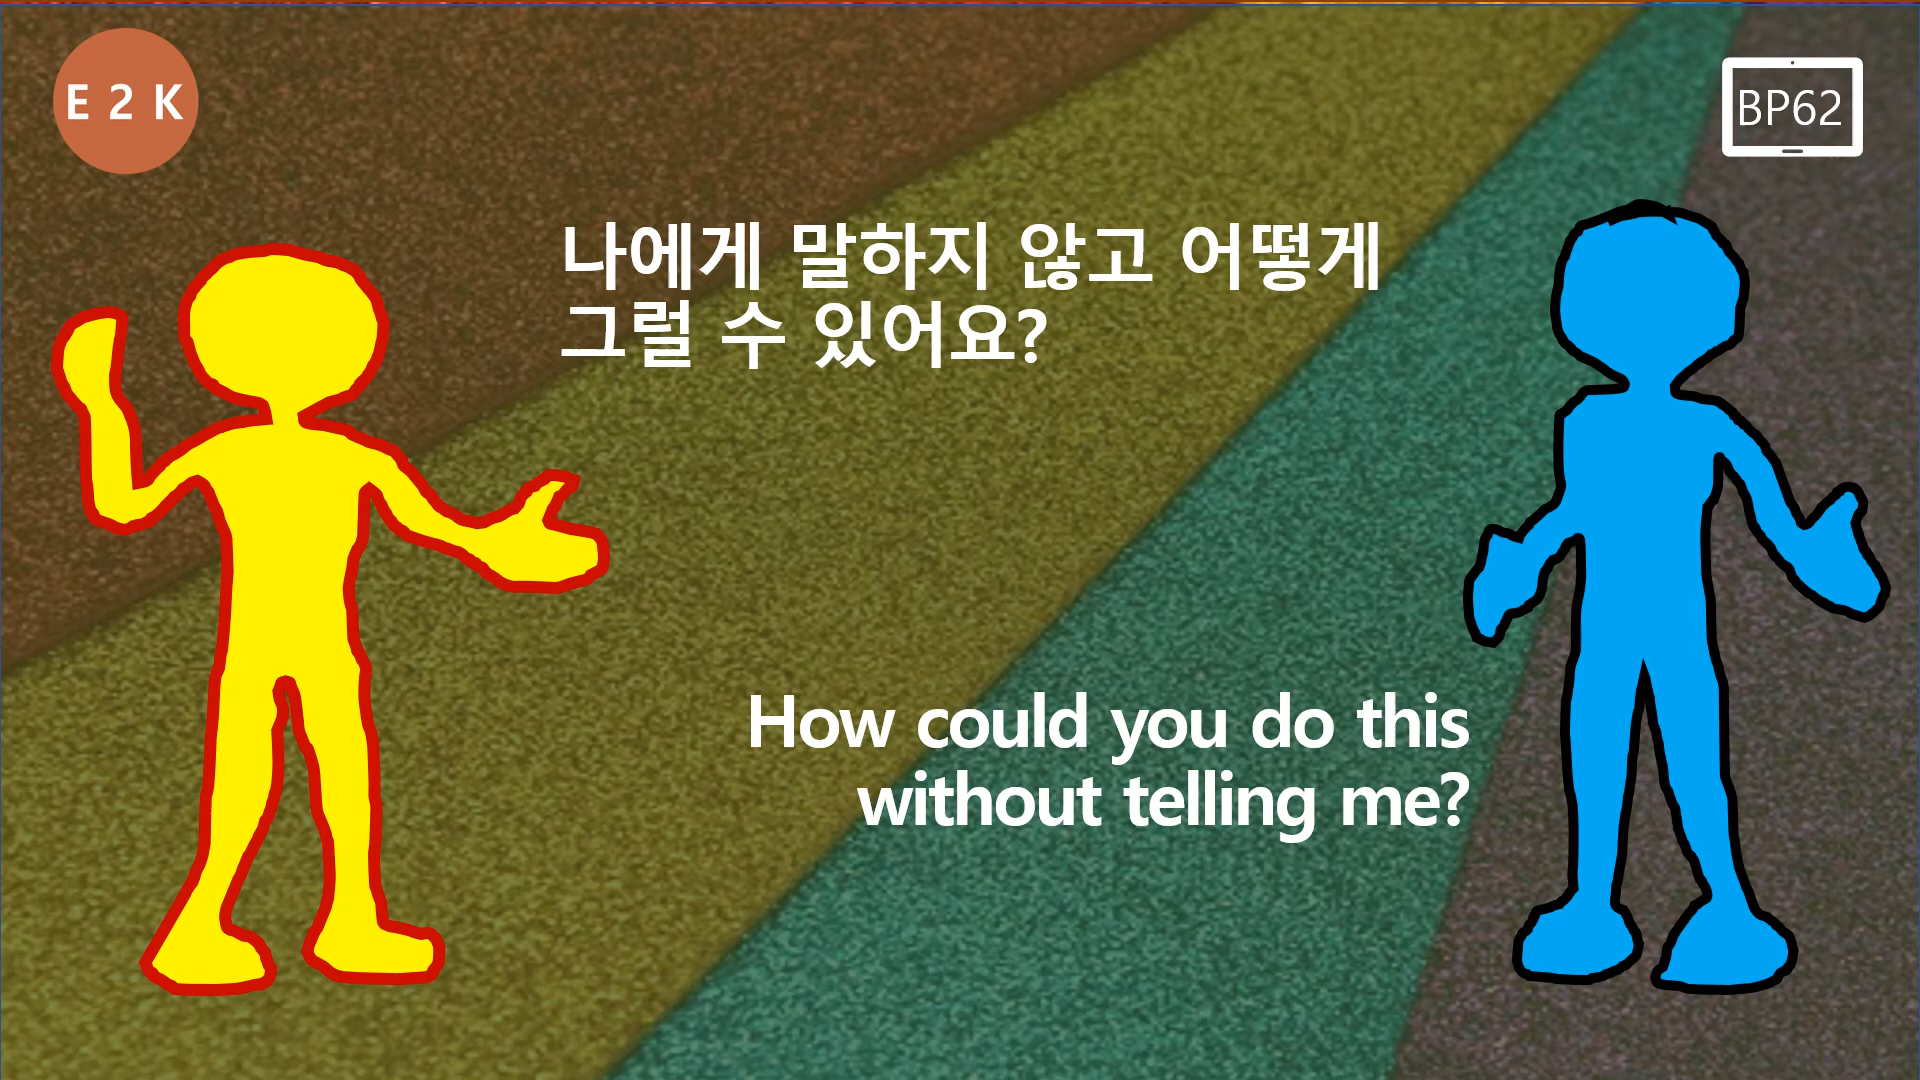 E 2 K
BP62
나에게 말하지 않고 어떻게
그럴 수 있어요?
How could you do this
without telling me?